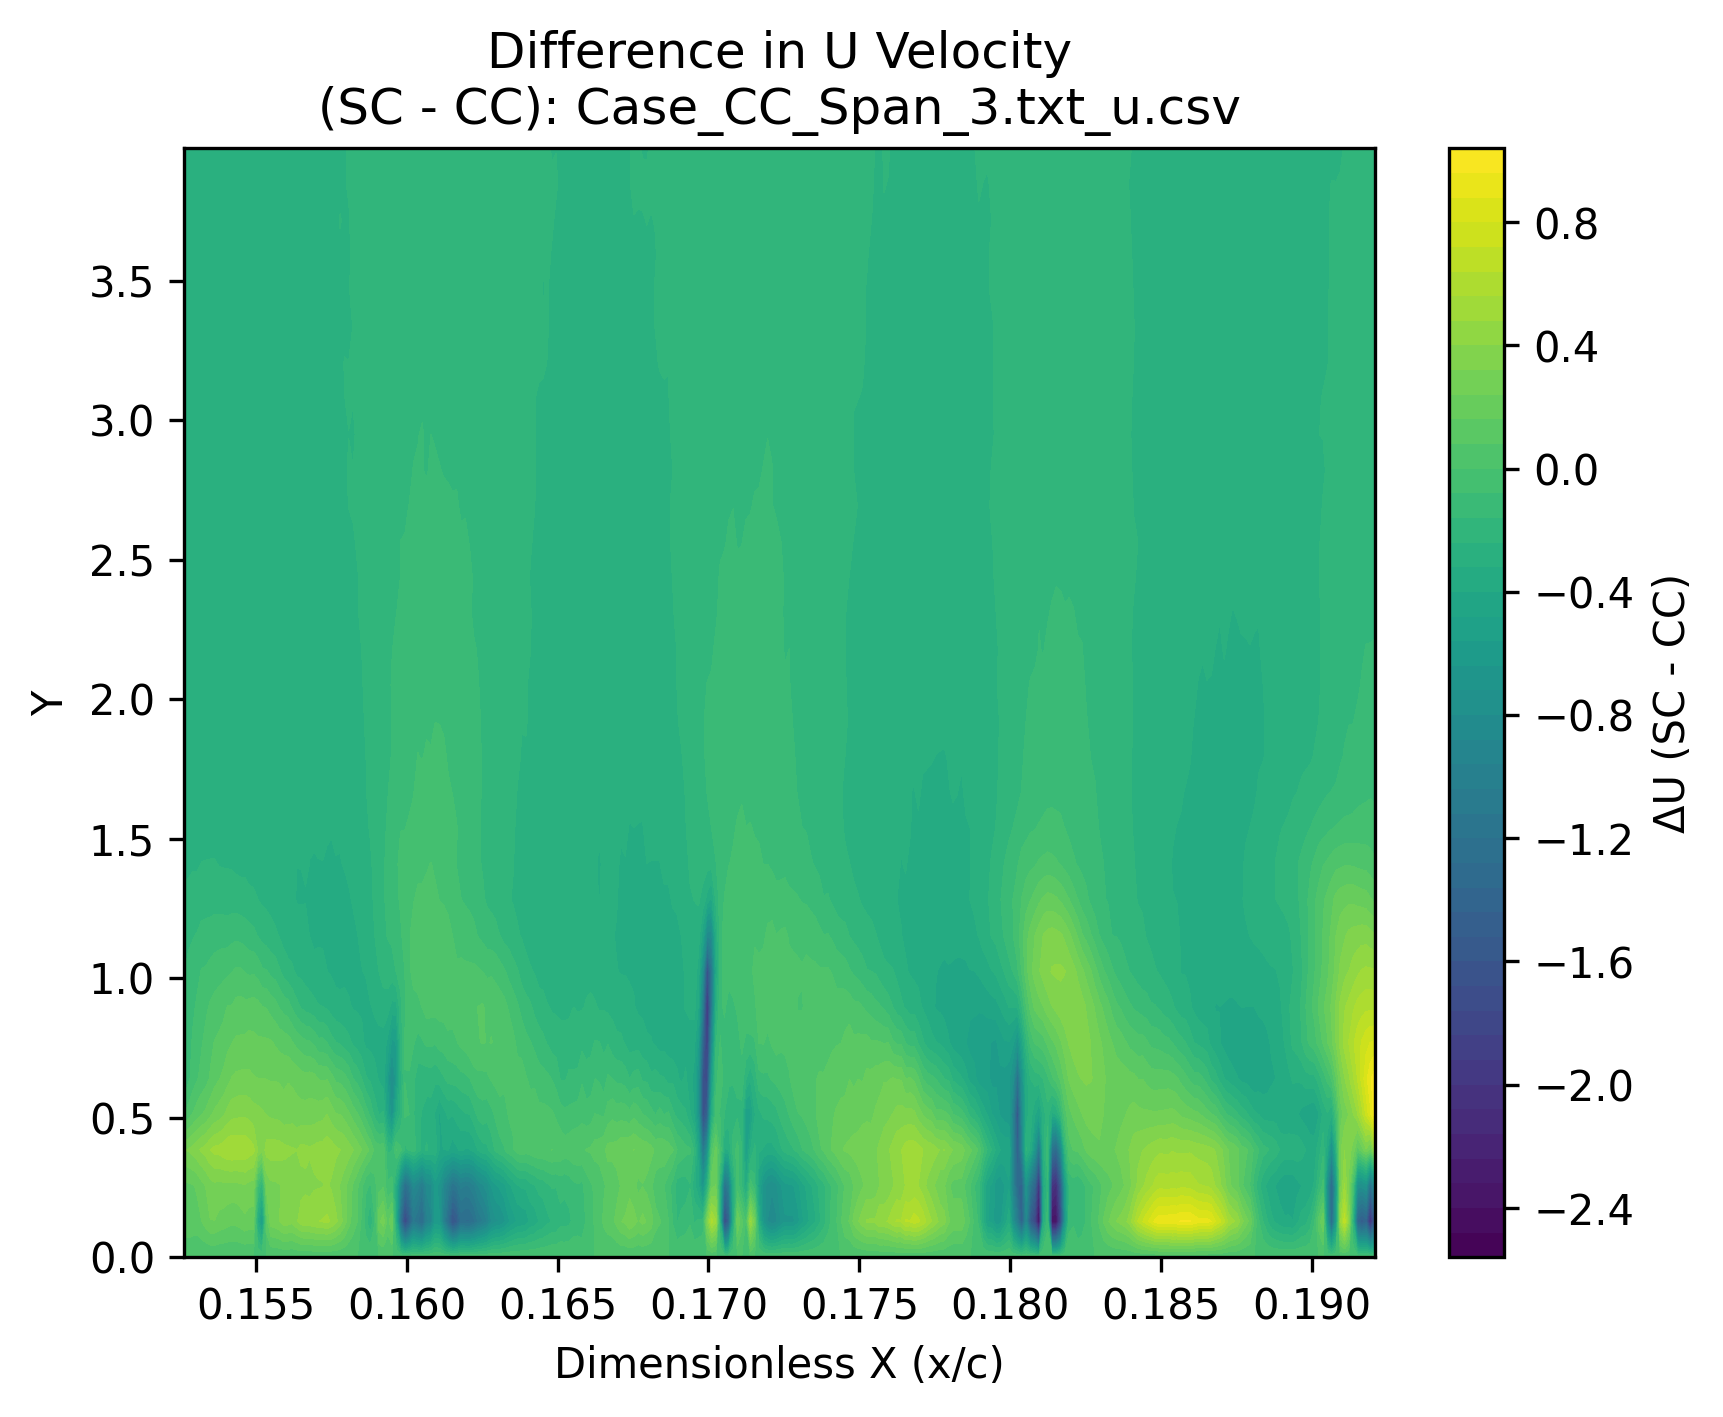 Difference in U Velocity
(SC - CC): Case_CC_Span_3.txt_u.csv
3.5
3.0
2.5
2.0
1.5
1.0
0.5
0.0
Y
0.155 0.160 0.165 0.170 0.175 0.180 0.185 0.190
Dimensionless X (x/c)
0.8
0.4
0.0
−0.4
−0.8
−1.2
−1.6
−2.0
−2.4
ΔU (SC - CC)